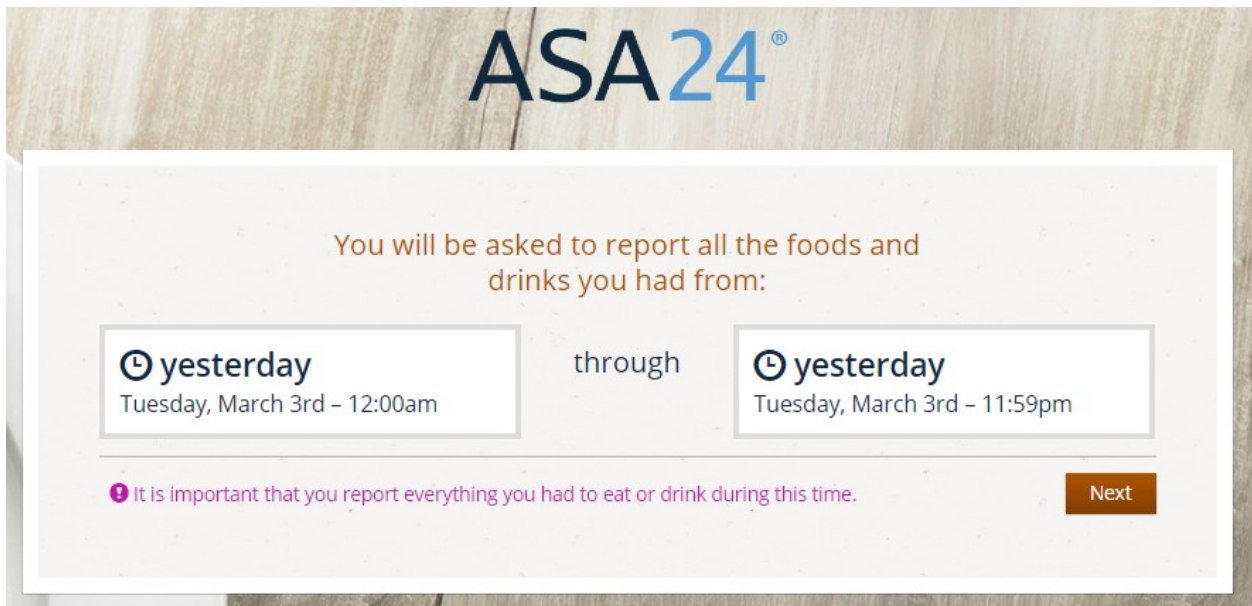 ASA24®
You will be asked to report all the foods and
drinks you had from:
yesterday
Tuesday, March 3rd – 12:00am
through
yesterday
Tuesday, March 3rd – 11:59pm
It is important that you report everything you had to eat or drink during this time.
Next